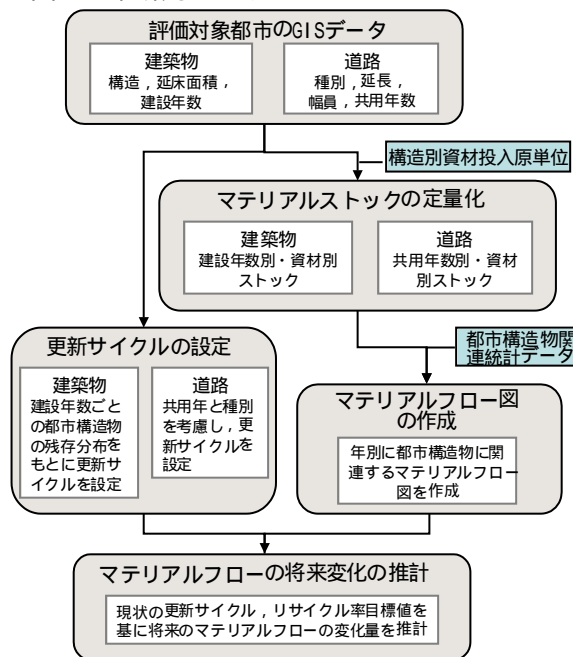 評価対象都市のGISデータ
建築物
構造，延床面積，
建設年数
道路
種別，延長，
幅員，共用年数
構造別資材投入原単位
マテリアルストックの定量化
建築物
建設年数別・資材別
ストック
道路
共用年数別・資材
別ストック
都市構造物関
連統計データ
更新サイクルの設定
建築物
建設年数ごと
の都市構造物
の残存分布を
もとに更新サ
イクルを設定
道路
共用年と種別
を考慮し，更
新サイクルを
設定
マテリアルフロー図
の作成
年別に都市構造物に関
連するマテリアルフロー
図を作成
マテリアルフローの将来変化の推計
現状の更新サイクル，リサイクル率目標値を
基に将来のマテリアルフローの変化量を推計